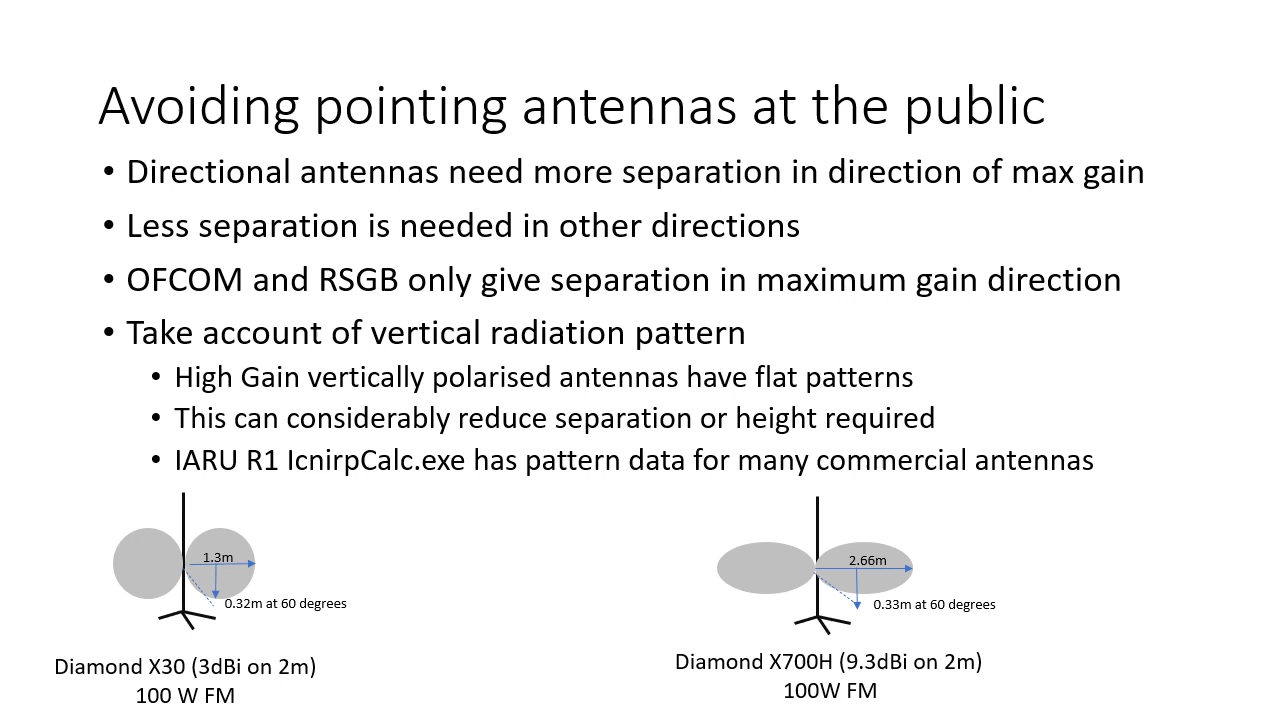 Avoiding pointing antennas at the public
• Directional antennas need more separation in direction of max gain
• Less separation is needed in other directions
• OFCOM and RSGB only give separation in maximum gain direction
• Take account of vertical radiation pattern
• High Gain vertically polarised antennas have flat patterns
• This can considerably reduce separation or height required
• IARU R1 IcnirpCalc.exe has pattern data for many commercial antennas
1.3m
0.32m at 60 degrees
Diamond X30 (3dBi on 2m)
100 W FM
2.66m
0.33m at 60 degrees
Diamond X700H (9.3dBi on 2m)
100W FM